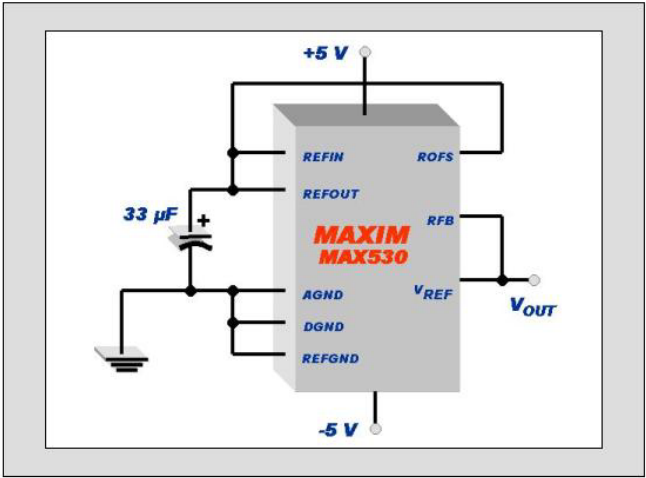 +5 V
REFIN
ROFS
REFOUT
33 µF
+
RFB
MAXIM
MAX530
AGND
VREF
VOUT
DGND
REFGND
-5 V